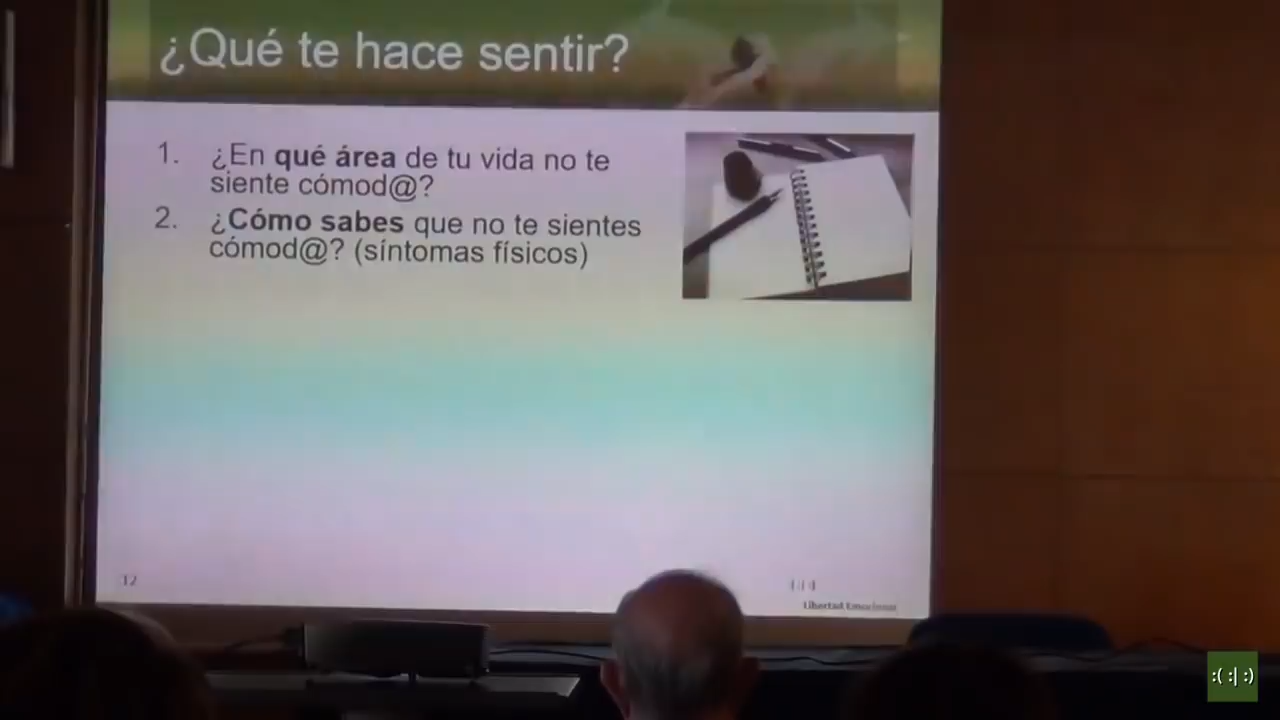 ¿Qué te hace sentir?
1. ¿En qué área de tu vida no te
siente cómod@?
2. ¿Cómo sabes que no te sientes
cómod@? (síntomas físicos)
12
Libertad Emocional
:( :| :)